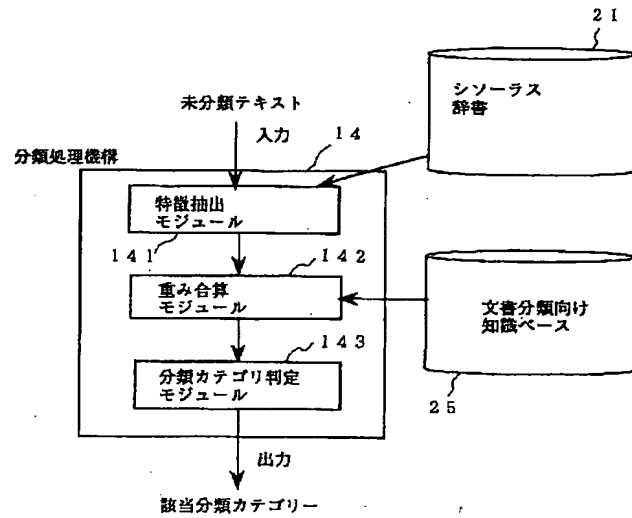 ２１
シソーラス
辞書
未分類テキスト
入力
１４
分類処理機構
特徴抽出
モジュール
１４１
１４２
重み合算
モジュール
文書分類向け
知識ベース
１４３
分類カテゴリ判定
モジュール
２５
出力
該当分類カテゴリー